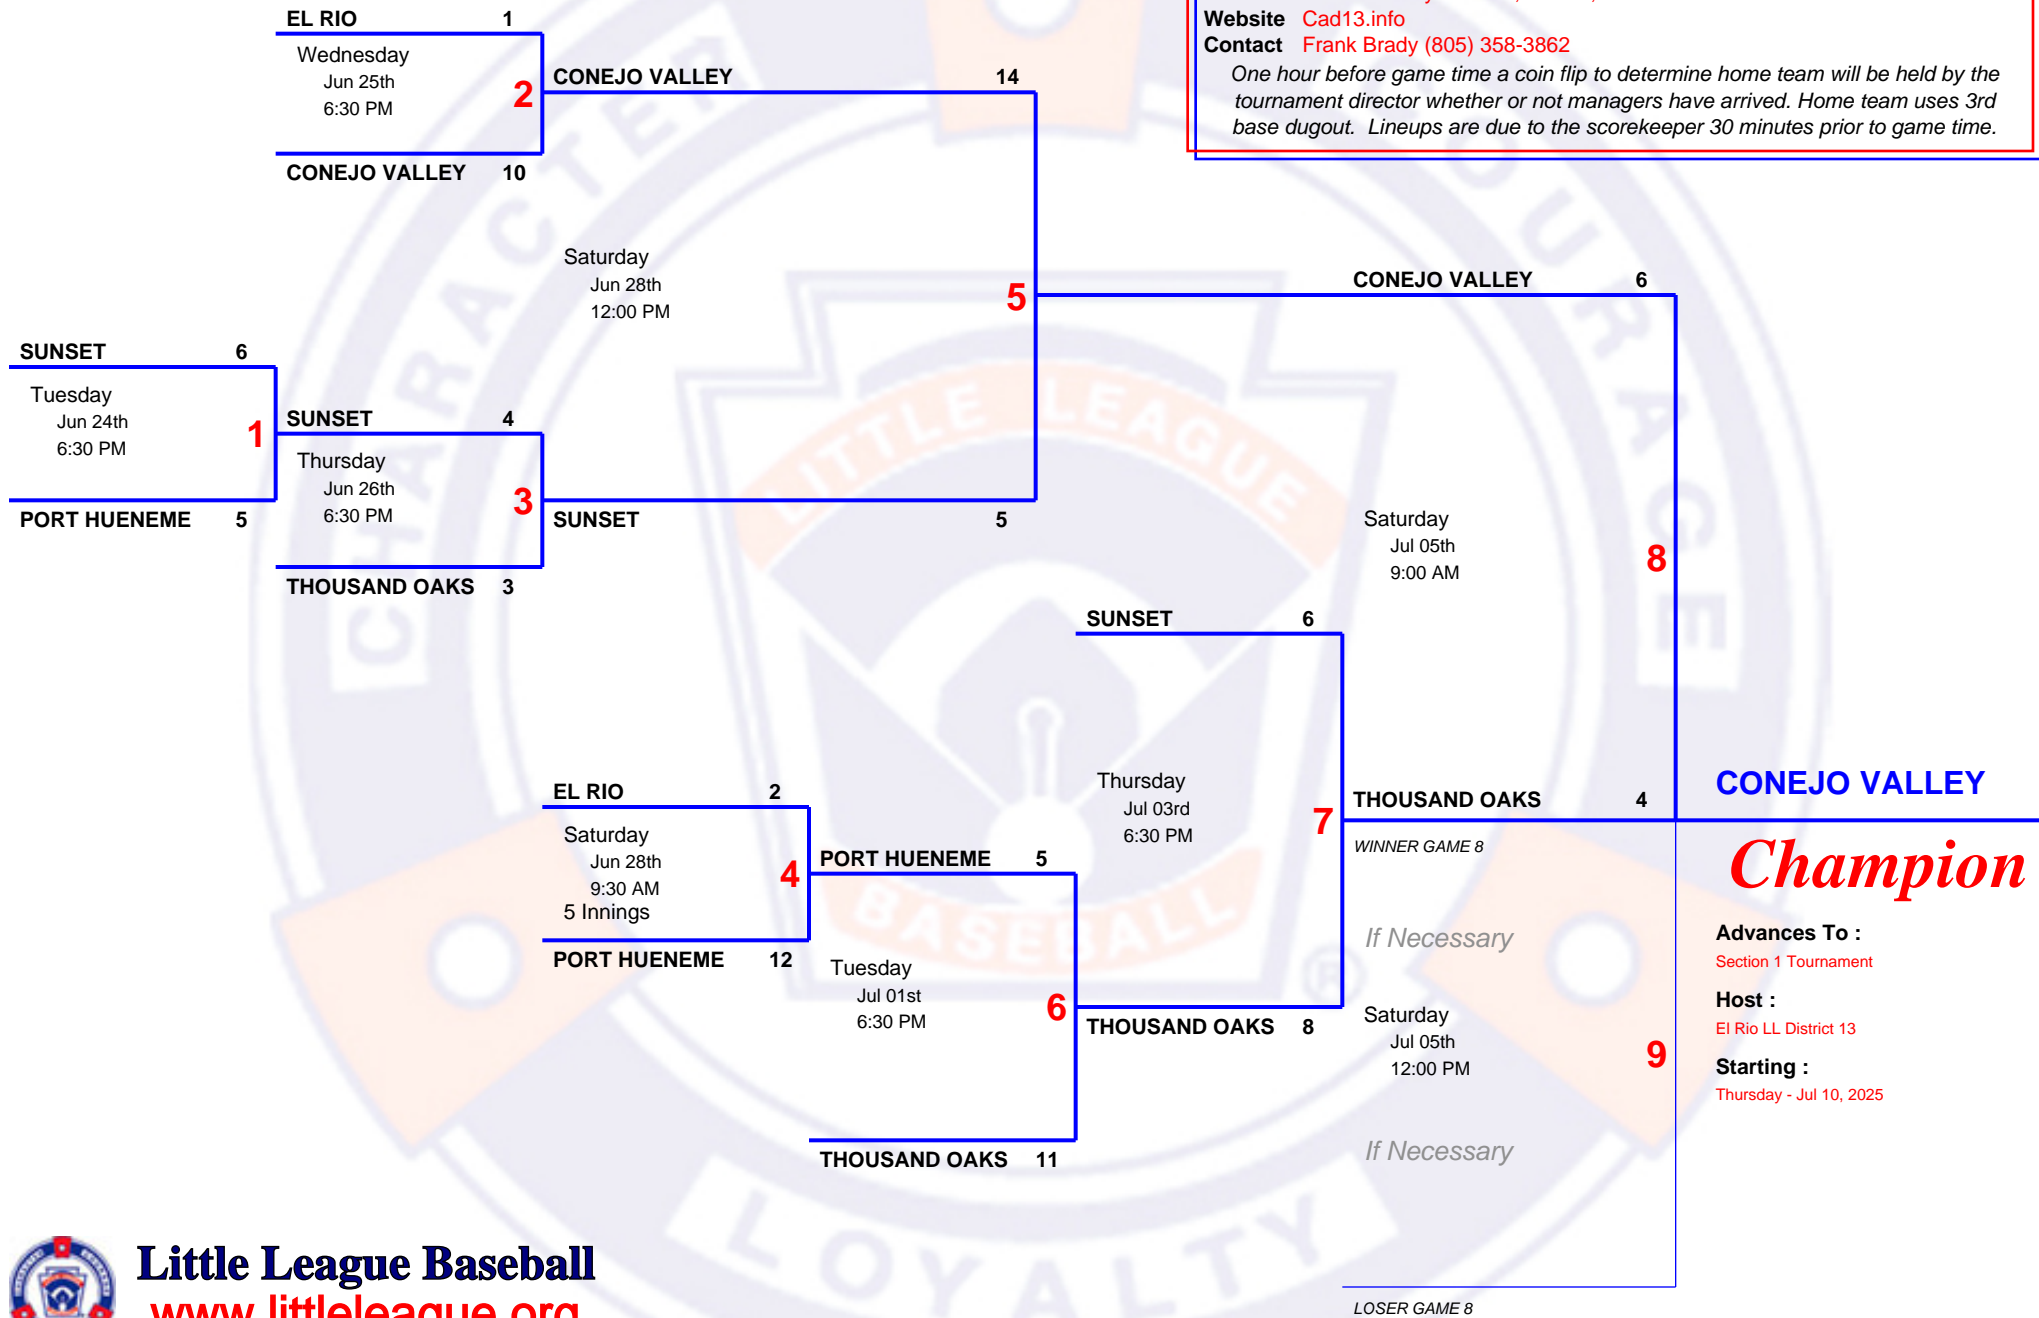 Website Cad13.info
Contact Frank Brady (805) 358-3862
One hour before game time a coin flip to determine home team will be held by the
tournament director whether or not managers have arrived. Home team uses 3rd
base dugout. Lineups are due to the scorekeeper 30 minutes prior to game time.
EL RIO 1
Wednesday
Jun 25th
6:30 PM
2
CONEJO VALLEY 10
CONEJO VALLEY 14
Saturday
Jun 28th
12:00 PM
5
SUNSET 6
Tuesday
Jun 24th
6:30 PM
1
PORT HUENEME 5
SUNSET 4
Thursday
Jun 26th
6:30 PM
3
THOUSAND OAKS 3
SUNSET 5
CONEJO VALLEY 6
Saturday
Jul 05th
9:00 AM
8
SUNSET 6
Thursday
Jul 03rd
6:30 PM
7
EL RIO 2
Saturday
Jun 28th
9:30 AM
5 Innings
4
PORT HUENEME 12
PORT HUENEME 5
Tuesday
Jul 01st
6:30 PM
6
THOUSAND OAKS 11
THOUSAND OAKS 8
THOUSAND OAKS 4
WINNER GAME 8
If Necessary
Saturday
Jul 05th
12:00 PM
9
If Necessary
LOSER GAME 8
CONEJO VALLEY
Champion
Advances To :
Section 1 Tournament
Host :
El Rio LL District 13
Starting :
Thursday - Jul 10, 2025
CHARACTER
COURAGE
LOYALTY
LITTLE LEAGUE
BASEBALL
®
Little League Baseball
www.littleleague.org